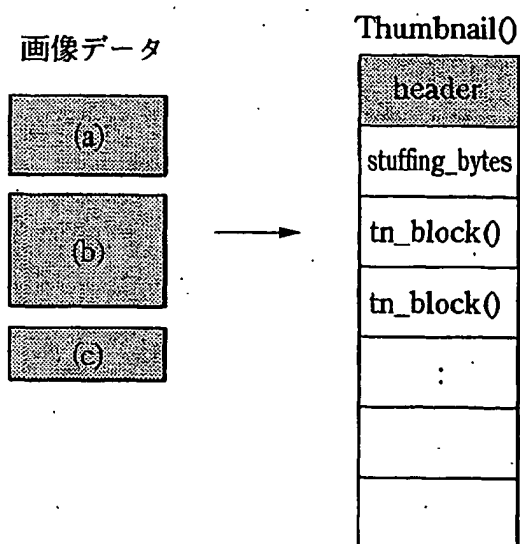 画像データ
(a)
(b)
(c)
Thumbnail()
header
stuffing_bytes
tn_block()
tn_block()
: